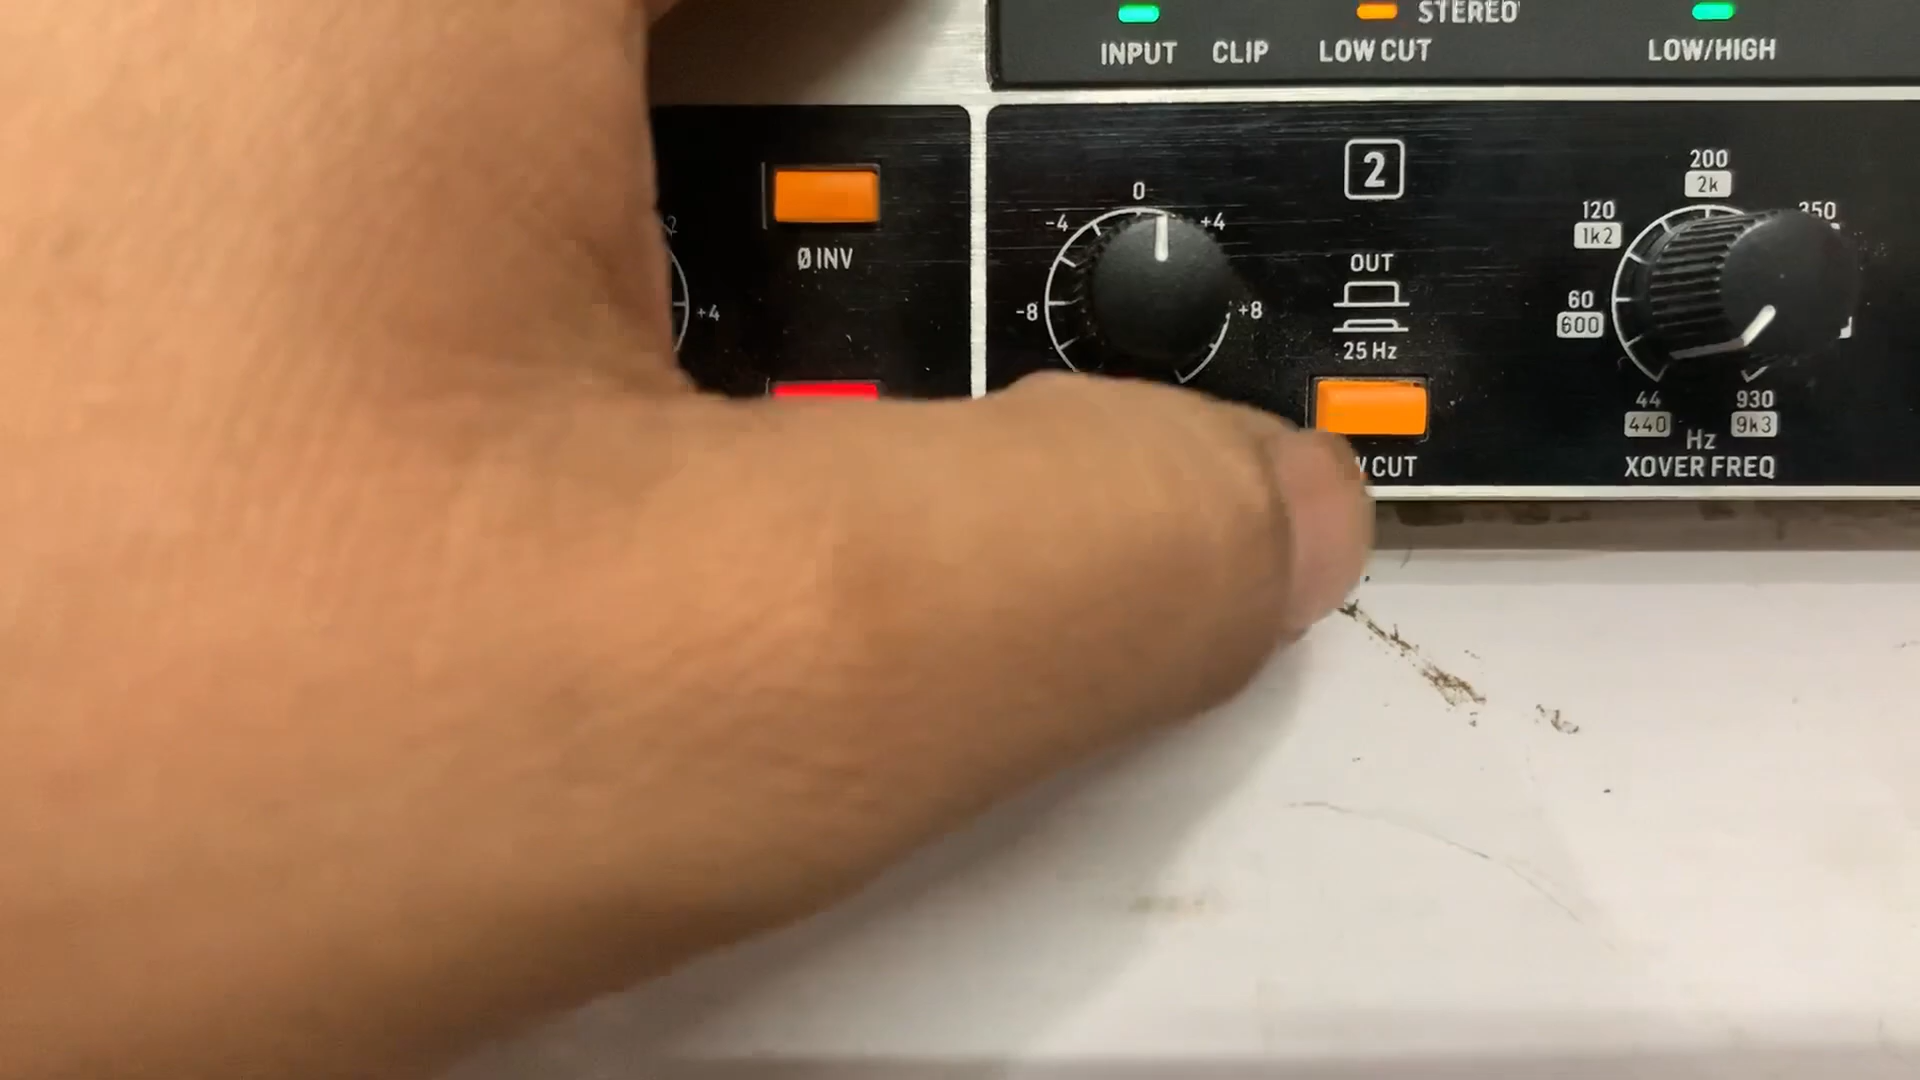 STEREO
INPUT CLIP LOW CUT LOW/HIGH
Ø INV
+4
0
-4 +4
-8 +8
2
OUT
25 Hz
W CUT
200
2k
120
1k2
350
60
600
44
440
930
9k3
Hz
XOVER FREQ